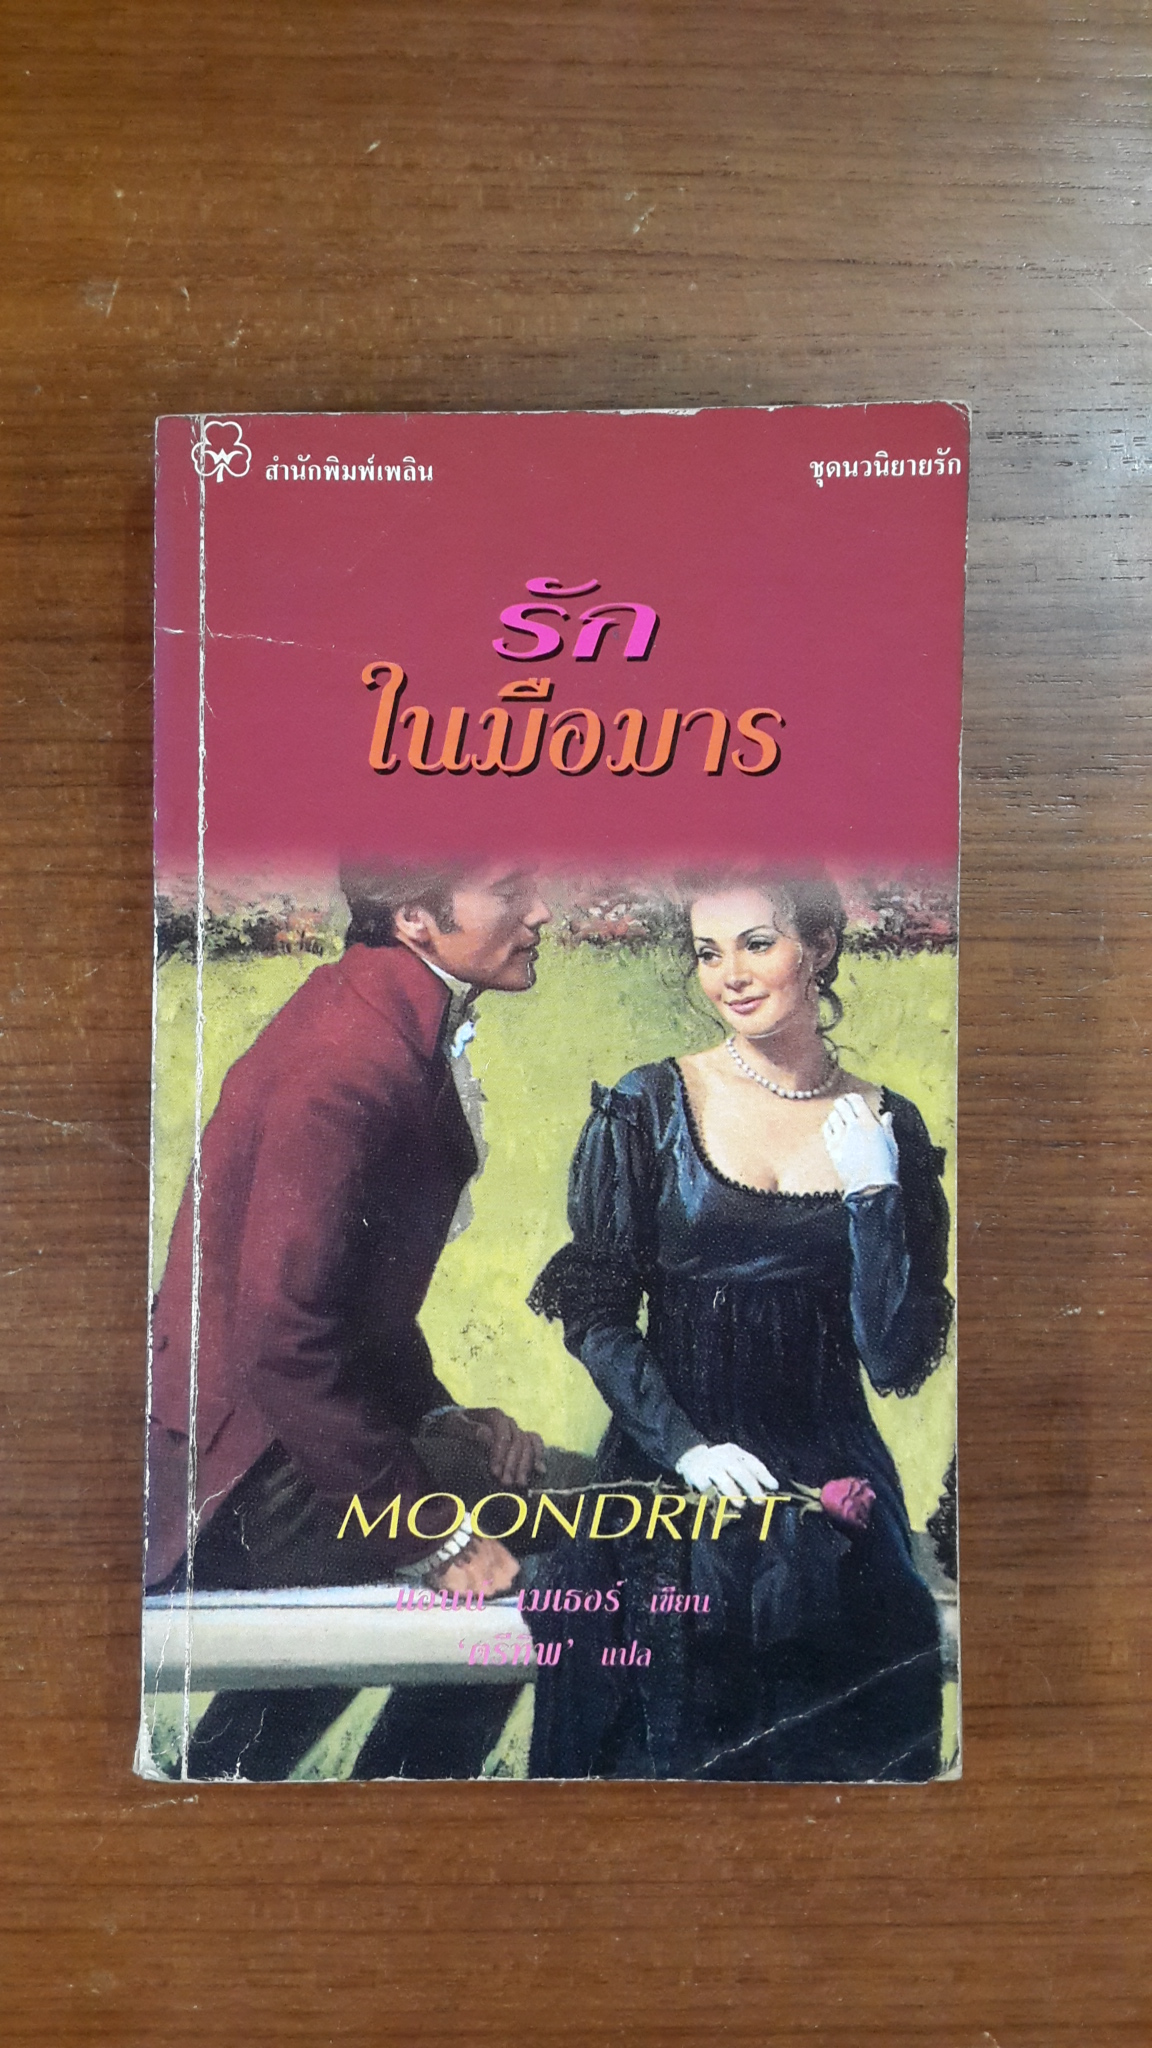 สำนักพิมพ์เพลิน
ชุดนวนิยายรัก
รัก
ในมือมาร
MOONDRIFT
แอนน์ เมเธอร์ เขียน
‘ตรีทิพ’ แปล